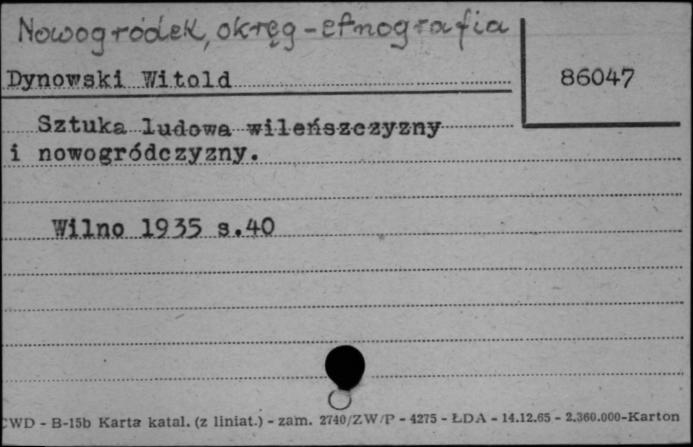 Nowogródek, okręg - etnografia
Dynowski Witold
86047
Sztuka ludowa wileńszczyzny
i nowogródczyzny.
Wilno 1935 s.40
CWD - B-15b Karta katal. (z liniat.) - zam. 2740/ZW/P - 4275 - ŁDA - 14.12.65 - 2.360.000-Karton